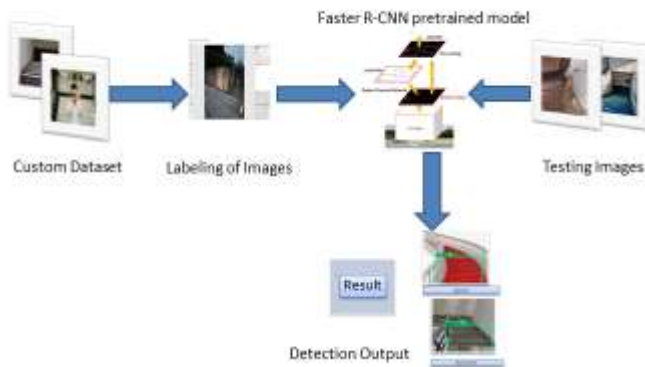 Faster R-CNN pretrained model
Custom Dataset
Labeling of Images
Testing Images
Result
Detection Output